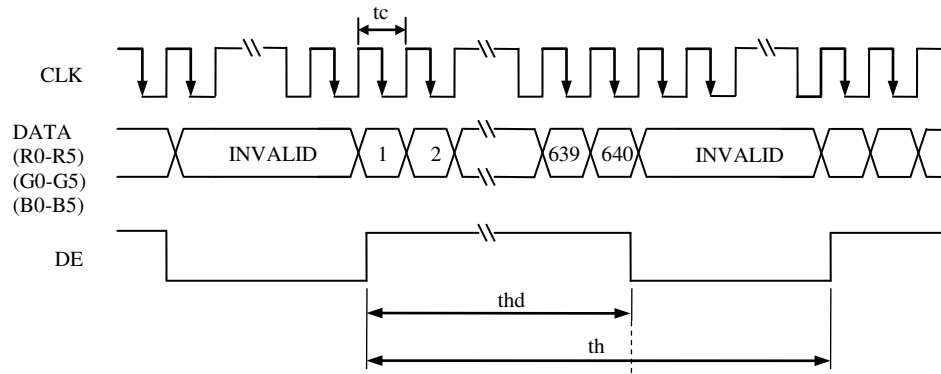 tc
CLK
DATA
(R0-R5)
(G0-G5)
(B0-B5)
INVALID
1
2
639
640
INVALID
DE
thd
th